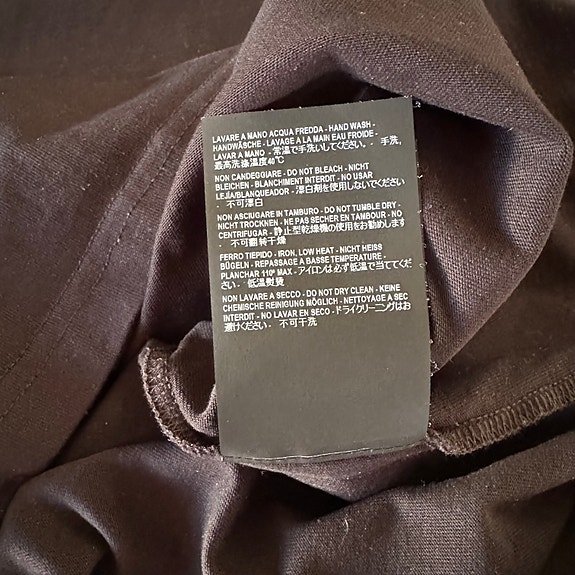 LAVARE A MANO ACQUA FREDDA - HAND WASH -
HANDWÄSCHE - LAVAGE A LA MAIN EAU FROIDE -
LAVAR A MANO - 常温で手洗いしてください。 - 手洗,
最高洗滌溫度40℃
NON CANDEGGIARE - DO NOT BLEACH - NICHT
BLEICHEN - BLANCHIMENT INTERDIT - NO USAR
LEJÍA/BLANQUEADOR - 漂白剤を使用しないでください
- 不可漂白
NON ASCIUGARE IN TAMBURO - DO NOT TUMBLE DRY -
NICHT TROCKNEN - NE PAS SECHER EN TAMBOUR - NO
CENTRIFUGAR - 静止型乾燥機の使用をお勧めします
- 不可翻转干燥
FERRO TIEPIDO - IRON, LOW HEAT - NICHT HEISS
BÜGELN - REPASSAGE A BASSE TEMPERATURE -
PLANCHAR 110º MAX - アイロンは必ず低温で当ててくだ
さい. - 低温熨烫
NON LAVARE A SECCO - DO NOT DRY CLEAN - KEINE
CHEMISCHE REINIGUNG MÖGLICH - NETTOYAGE A SEC
INTERDIT - NO LAVAR EN SECO - ドライクリーニングはお
避けください. 不可干洗